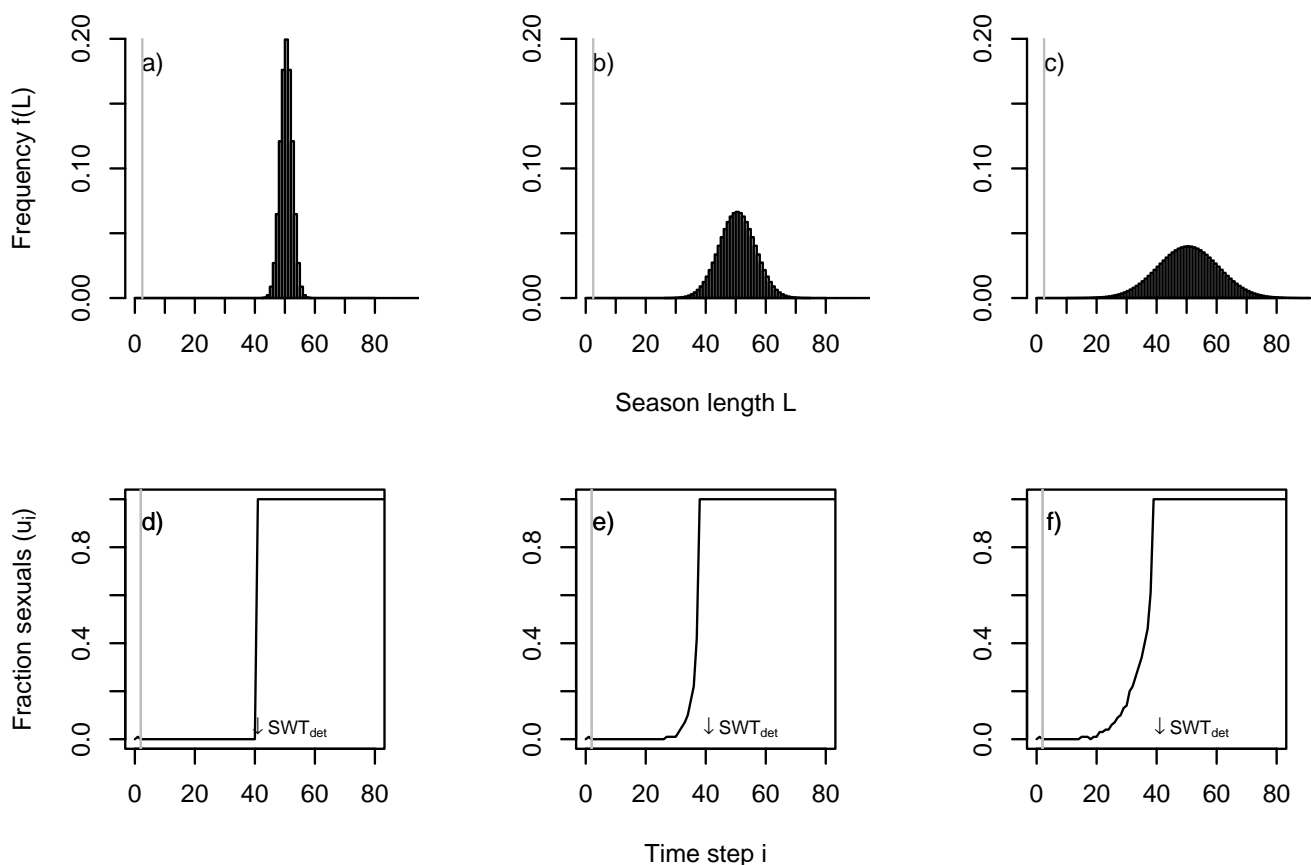 a)
b)
c)
Frequency f(L)
0.00 0.10 0.20
0.00 0.10 0.20
0.00 0.10 0.20
0 20 40 60 80
0 20 40 60 80
0 20 40 60 80
Season length L
d)
e)
f)
Fraction sexuals (ui)
0.0 0.4 0.8
0.0 0.4 0.8
0.0 0.4 0.8
↓ SWTdet
↓ SWTdet
↓ SWTdet
0 20 40 60 80
0 20 40 60 80
0 20 40 60 80
Time step i